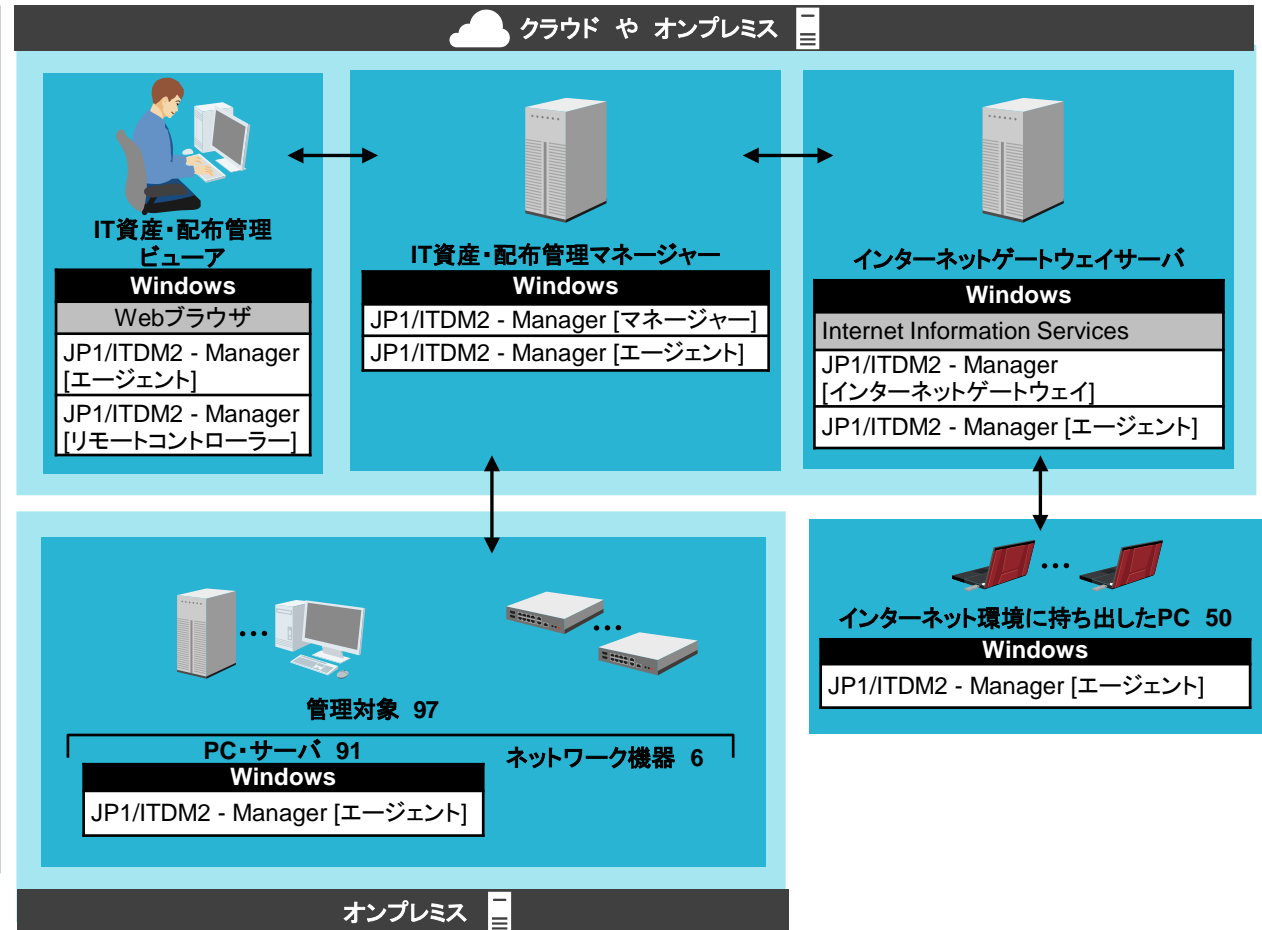 クラウド や オンプレミス
IT資産・配布管理
ビューア
Windows
Webブラウザ
JP1/ITDM2 - Manager
[エージェント]
JP1/ITDM2 - Manager
[リモートコントローラー]
IT資産・配布管理マネージャー
Windows
JP1/ITDM2 - Manager [マネージャー]
JP1/ITDM2 - Manager [エージェント]
インターネットゲートウェイサーバ
Windows
Internet Information Services
JP1/ITDM2 - Manager
[インターネットゲートウェイ]
JP1/ITDM2 - Manager [エージェント]
…
…
管理対象 97
PC・サーバ 91
Windows
JP1/ITDM2 - Manager [エージェント]
ネットワーク機器 6
…
インターネット環境に持ち出したPC 50
Windows
JP1/ITDM2 - Manager [エージェント]
オンプレミス